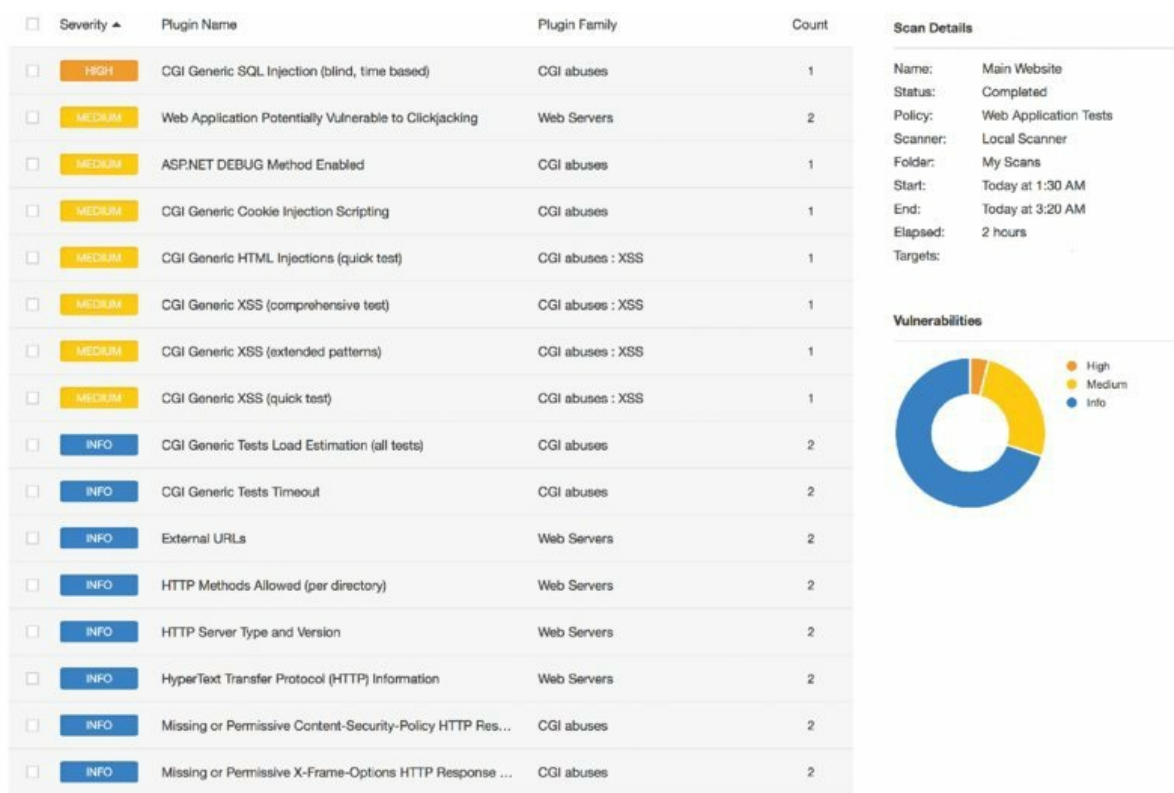 Severity Plugin Name Plugin Family Count
HIGH CGI Generic SQL Injection (blind, time based) CGI abuses 1
MEDIUM Web Application Potentially Vulnerable to Clickjacking Web Servers 2
MEDIUM ASP.NET DEBUG Method Enabled CGI abuses 1
MEDIUM CGI Generic Cookie Injection Scripting CGI abuses 1
MEDIUM CGI Generic HTML Injections (quick test) CGI abuses : XSS 1
MEDIUM CGI Generic XSS (comprehensive test) CGI abuses : XSS 1
MEDIUM CGI Generic XSS (extended patterns) CGI abuses : XSS 1
MEDIUM CGI Generic XSS (quick test) CGI abuses : XSS 1
INFO CGI Generic Tests Load Estimation (all tests) CGI abuses 2
INFO CGI Generic Tests Timeout CGI abuses 2
INFO External URLs Web Servers 2
INFO HTTP Methods Allowed (per directory) Web Servers 2
INFO HTTP Server Type and Version Web Servers 2
INFO HyperText Transfer Protocol (HTTP) Information Web Servers 2
INFO Missing or Permissive Content-Security-Policy HTTP Res... CGI abuses 2
INFO Missing or Permissive X-Frame-Options HTTP Response ... CGI abuses 2
Scan Details
Name: Main Website
Status: Completed
Policy: Web Application Tests
Scanner: Local Scanner
Folder: My Scans
Start: Today at 1:30 AM
End: Today at 3:20 AM
Elapsed: 2 hours
Targets:
Vulnerabilities
High
Medium
Info